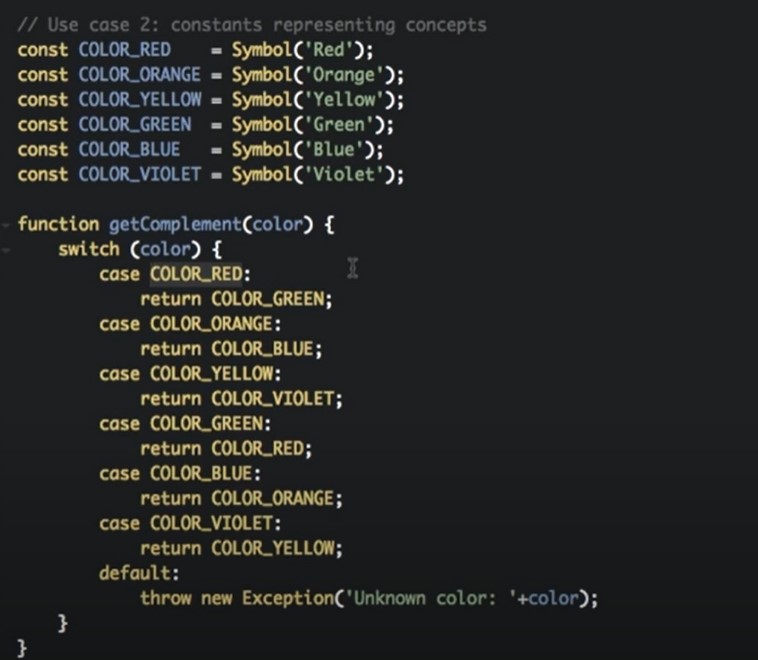 // Use case 2: constants representing concepts
const COLOR_RED    = Symbol('Red');
const COLOR_ORANGE = Symbol('Orange');
const COLOR_YELLOW = Symbol('Yellow');
const COLOR_GREEN  = Symbol('Green');
const COLOR_BLUE   = Symbol('Blue');
const COLOR_VIOLET = Symbol('Violet');
function getComplement(color) {
    switch (color) {
        case COLOR_RED:
            return COLOR_GREEN;
        case COLOR_ORANGE:
            return COLOR_BLUE;
        case COLOR_YELLOW:
            return COLOR_VIOLET;
        case COLOR_GREEN:
            return COLOR_RED;
        case COLOR_BLUE:
            return COLOR_ORANGE;
        case COLOR_VIOLET:
            return COLOR_YELLOW;
        default:
            throw new Exception('Unknown color: '+color);
    }
}